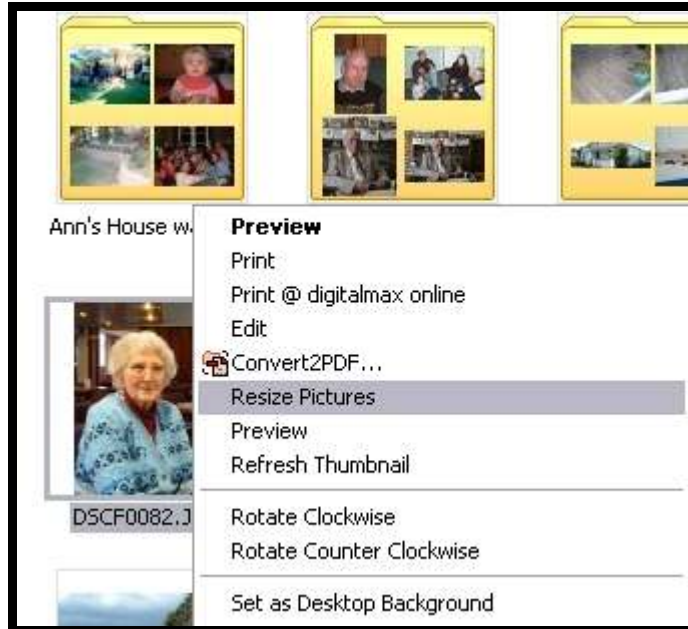 Ann's House w
Preview
Print
Print @ digitalmax online
Edit
Convert2PDF...
Resize Pictures
Preview
Refresh Thumbnail
DSCF0082.J
Rotate Clockwise
Rotate Counter Clockwise
Set as Desktop Background